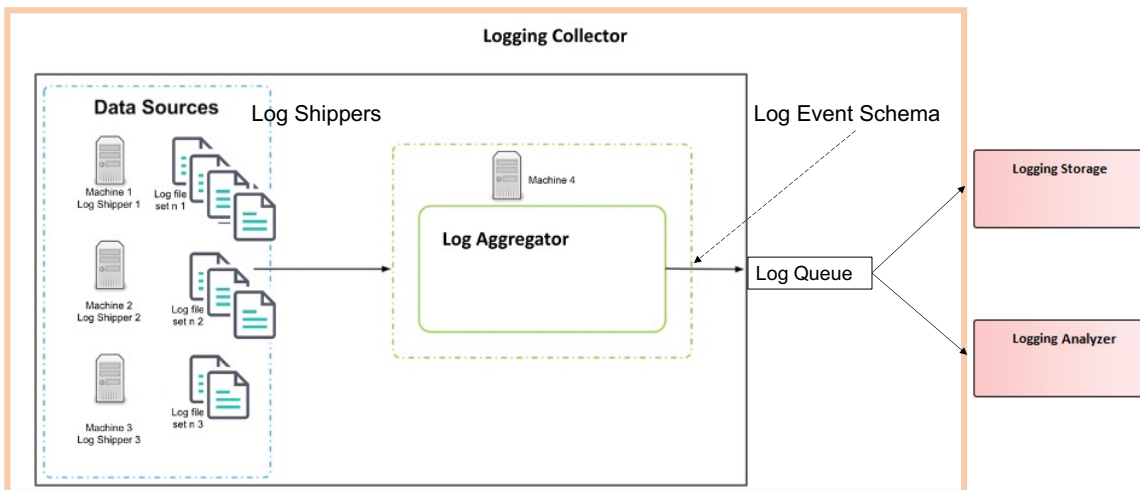 Logging Collector
Data Sources
Log Shippers
Log Event Schema
Machine 1
Log Shipper 1
Log file
set n 1
Machine 4
Logging Storage
Log Aggregator
Machine 2
Log Shipper 2
Log file
set n 2
Log Queue
Logging Analyzer
Machine 3
Log Shipper 3
Log file
set n 3